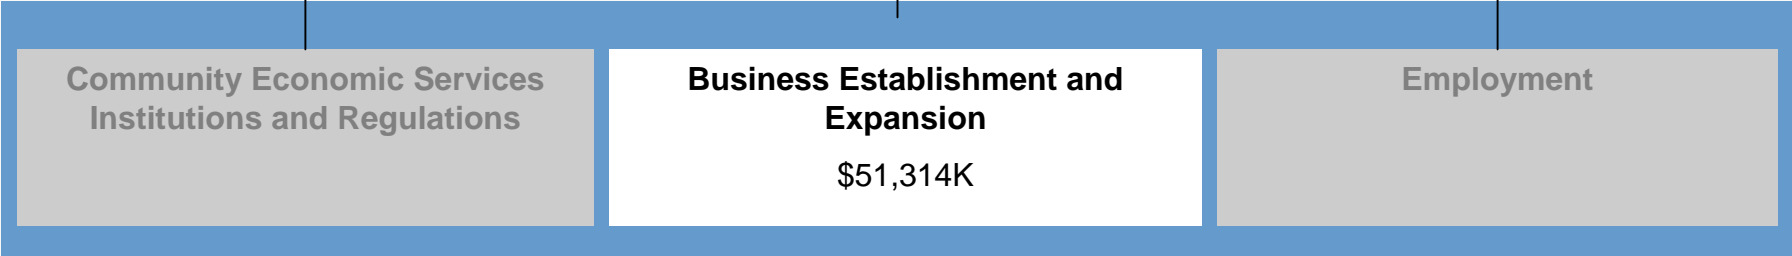 Community Economic Services
Institutions and Regulations
Business Establishment and
Expansion
$51,314K
Employment